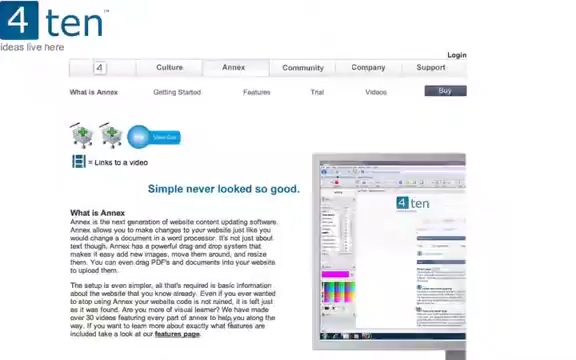 4 ten™
ideas live here
Login
4 Culture Annex Community Company Support
What is Annex Getting Started Features Trial Videos Buy
View Cart
= Links to a video
Simple never looked so good.
What is Annex
Annex is the next generation of website content updating software.
Annex allows you to make changes to your website just like you
would change a document in a word processor. It's not just about
text though, Annex has a powerful drag and drop system that
makes it easy add new images, move them around, and resize
them. You can even drag PDF's and documents into your website
to upload them.
The setup is even simpler, all that's required is basic information
about the website that you know already. Even if you ever wanted
to stop using Annex your website code is not ruined, it is left just
as it was found. Are you more of visual learner? We have made
over 30 videos featuring every part of annex to help you along the
way. If you want to learn more about exactly what features are
included take a look at our features page.
4 ten